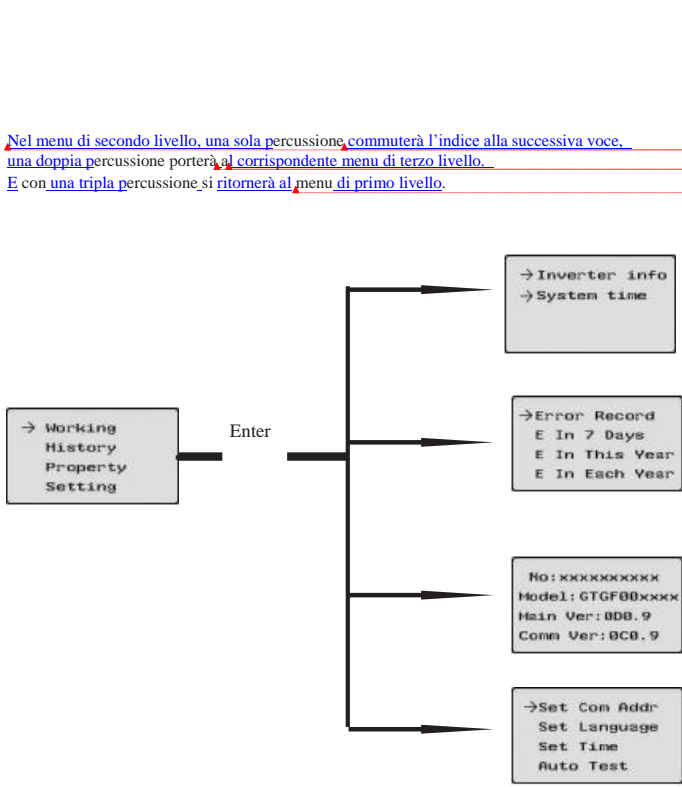 Nel menu di secondo livello, una sola percussione commuterà l’indice alla successiva voce,
una doppia percussione porterà al corrispondente menu di terzo livello.
E con una tripla percussione si ritornerà al menu di primo livello.
→Inverter info
→System time
→Error Record
E In 7 Days
E In This Year
E In Each Year
→ Working
History
Property
Setting
Enter
No:xxxxxxxxxx
Model:GTGF00xxxx
Main Ver:0D0.9
Comm Ver:0C0.9
→Set Com Addr
Set Language
Set Time
Auto Test